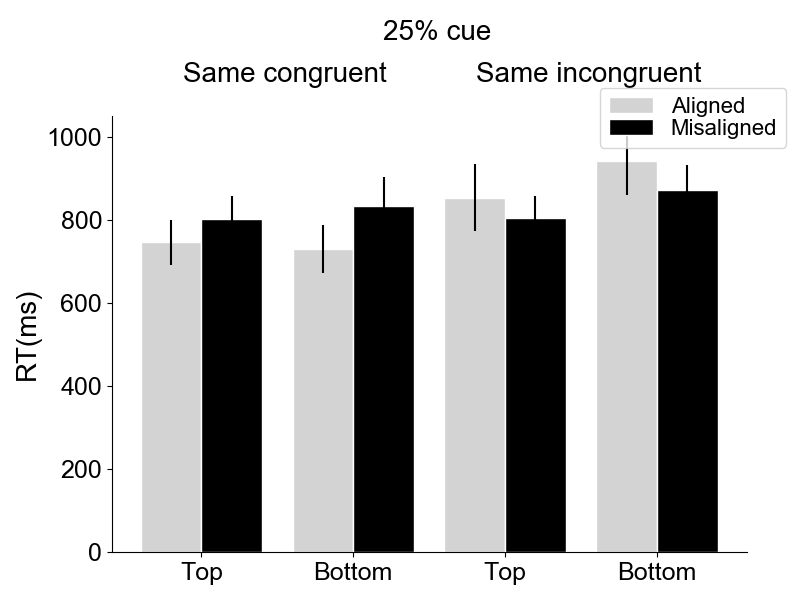 25% cue
Same congruent
Same incongruent
Aligned
Misaligned
1000
800
600
400
200
0
RT(ms)
Top
Bottom
Top
Bottom